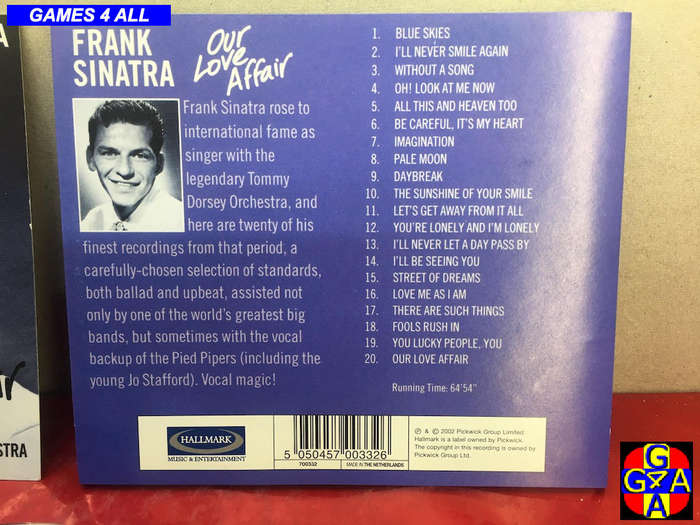 GAMES 4 ALL
A
FRANK
SINATRA
Our
Love
Affair
Frank Sinatra rose to
international fame as
singer with the
legendary Tommy
Dorsey Orchestra, and
here are twenty of his
finest recordings from that period, a
carefully-chosen selection of standards,
both ballad and upbeat, assisted not
only by one of the world's greatest big
bands, but sometimes with the vocal
backup of the Pied Pipers (including the
young Jo Stafford). Vocal magic!
1. BLUE SKIES
2. I'LL NEVER SMILE AGAIN
3. WITHOUT A SONG
4. OH! LOOK AT ME NOW
5. ALL THIS AND HEAVEN TOO
6. BE CAREFUL, IT'S MY HEART
7. IMAGINATION
8. PALE MOON
9. DAYBREAK
10. THE SUNSHINE OF YOUR SMILE
11. LET'S GET AWAY FROM IT ALL
12. YOU'RE LONELY AND I'M LONELY
13. I'LL NEVER LET A DAY PASS BY
14. I'LL BE SEEING YOU
15. STREET OF DREAMS
16. LOVE ME AS I AM
17. THERE ARE SUCH THINGS
18. FOOLS RUSH IN
19. YOU LUCKY PEOPLE, YOU
20. OUR LOVE AFFAIR
Running Time: 64'54"
HALLMARK
MUSIC & ENTERTAINMENT
5 050457 003326
700332 MADE IN THE NETHERLANDS
℗ & © 2002 Pickwick Group Limited.
Hallmark is a label owned by Pickwick.
The copyright in this recording is owned by
Pickwick Group Ltd.
ir
STRA
G
G4A
A